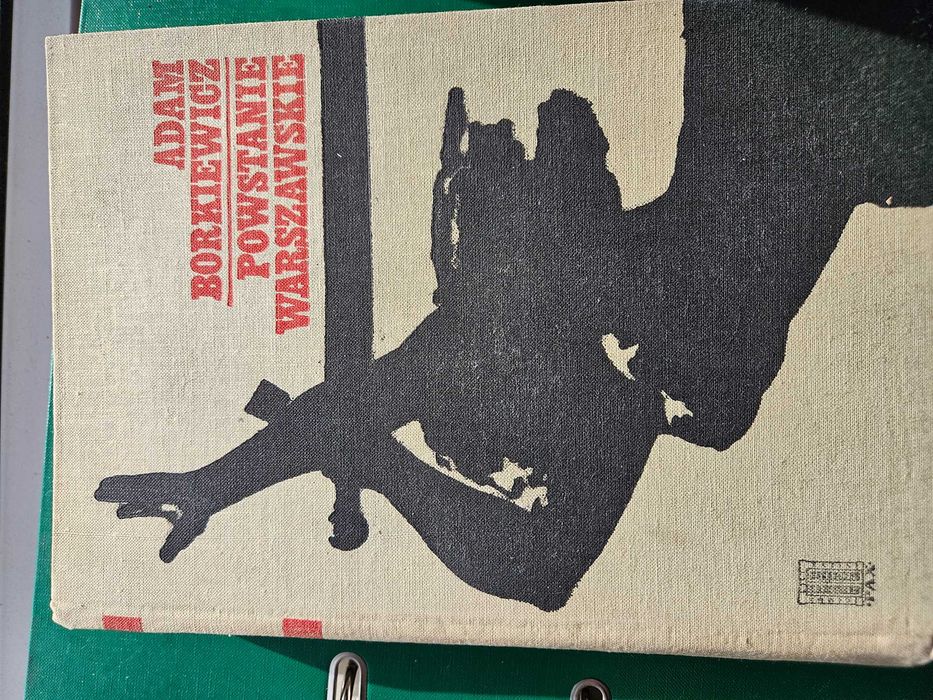 ADAM
BORKIEWICZ
POWSTANIE
WARSZAWSKIE
PAX